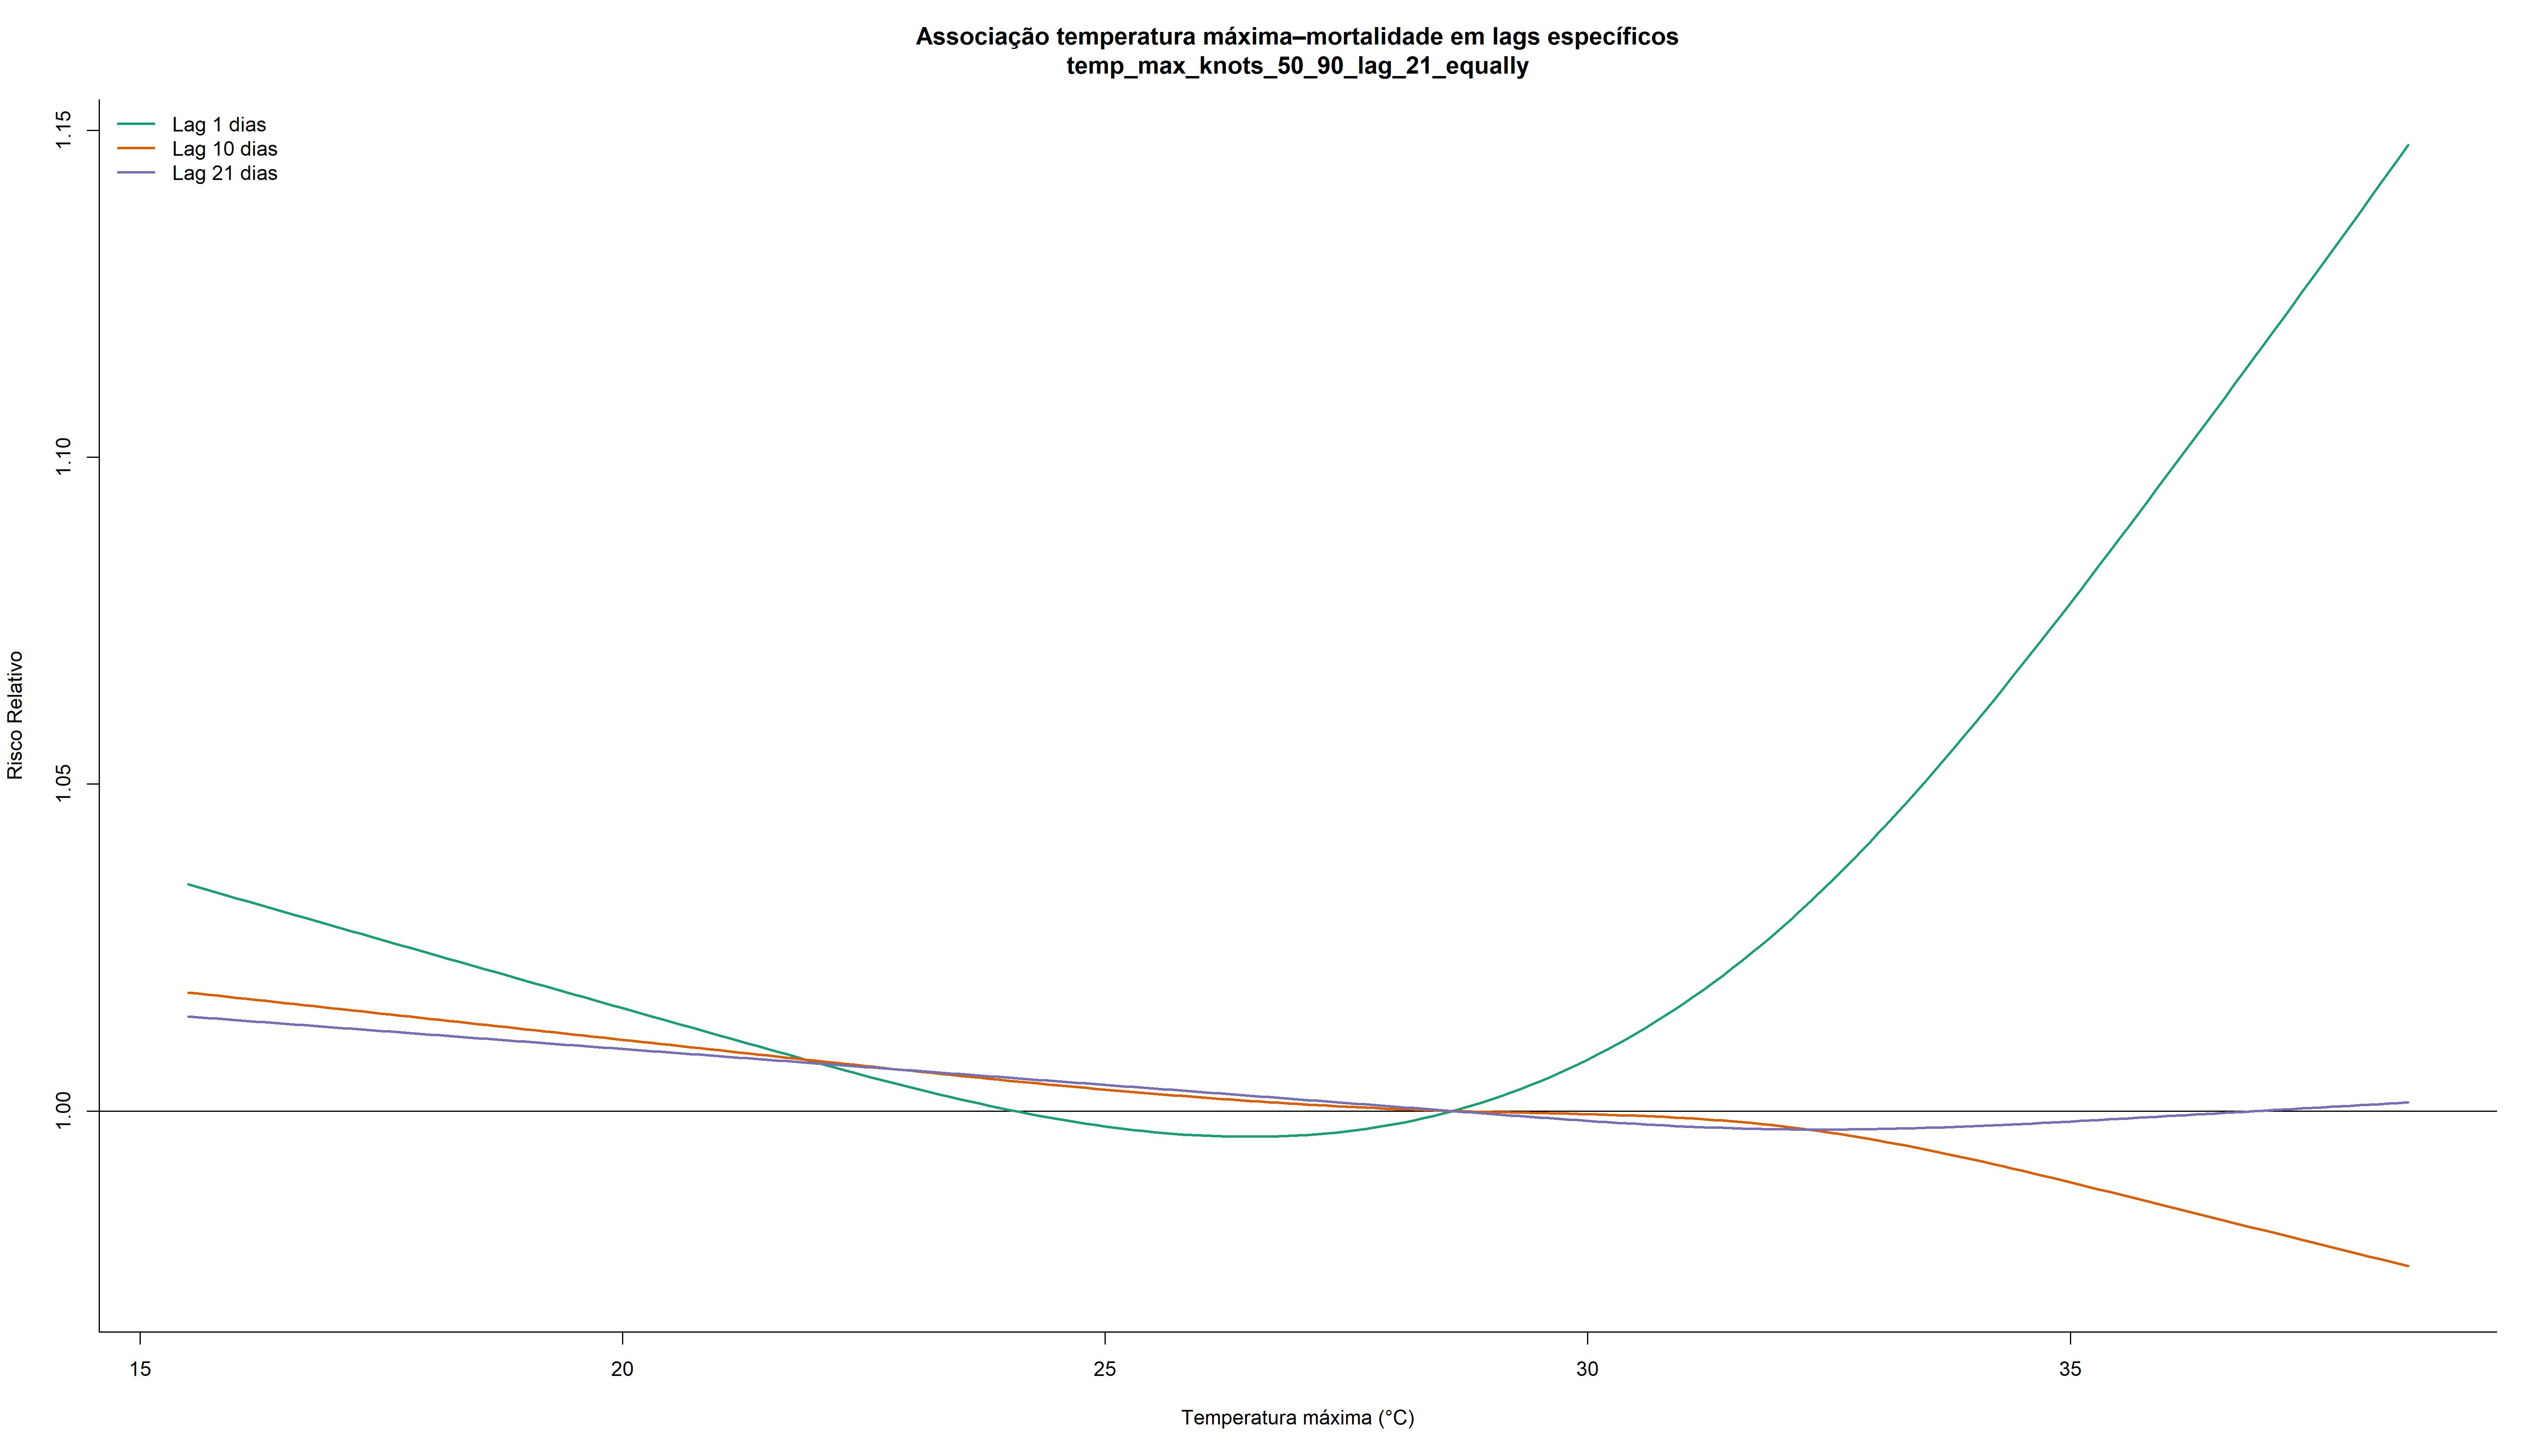 Associação temperatura máxima–mortalidade em lags específicos
temp_max_knots_50_90_lag_21_equally
Lag 1 dias
Lag 10 dias
Lag 21 dias
1.15
1.10
1.05
1.00
Risco Relativo
15 20 25 30 35
Temperatura máxima (°C)